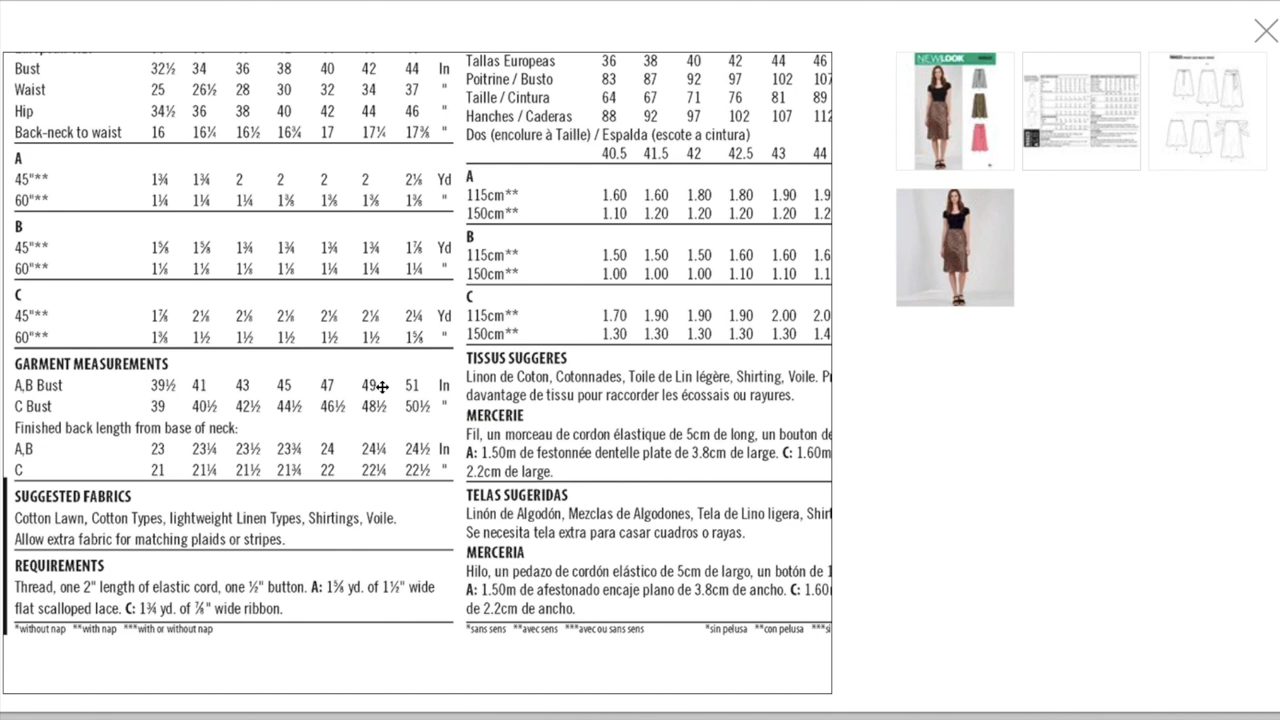 Bust 32½ 34 36 38 40 42 44 In
Waist 25 26½ 28 30 32 34 37 "
Hip 34½ 36 38 40 42 44 46 "
Back-neck to waist 16 16¼ 16½ 16¾ 17 17¼ 17⅜ "
A
45"** 1¾ 1¾ 2 2 2 2 2⅛ Yd
60"** 1¼ 1¼ 1¼ 1⅜ 1⅜ 1⅜ 1⅜ "
B
45"** 1⅝ 1⅝ 1¾ 1¾ 1¾ 1¾ 1⅞ Yd
60"** 1⅛ 1⅛ 1⅛ 1⅛ 1¼ 1¼ 1¼ "
C
45"** 1⅞ 2⅛ 2⅛ 2⅛ 2⅛ 2⅛ 2¼ Yd
60"** 1⅜ 1½ 1½ 1½ 1½ 1½ 1⅝ "
GARMENT MEASUREMENTS
A,B Bust 39½ 41 43 45 47 49 51 In
C Bust 39 40½ 42½ 44½ 46½ 48½ 50½ "
Finished back length from base of neck:
A,B 23 23¼ 23½ 23¾ 24 24¼ 24½ In
C 21 21¼ 21½ 21¾ 22 22¼ 22½ "
SUGGESTED FABRICS
Cotton Lawn, Cotton Types, lightweight Linen Types, Shirtings, Voile.
Allow extra fabric for matching plaids or stripes.
REQUIREMENTS
Thread, one 2" length of elastic cord, one ½" button. A: 1⅝ yd. of 1½" wide
flat scalloped lace. C: 1¾ yd. of ⅞" wide ribbon.
*without nap **with nap ***with or without nap
Tallas Europeas 36 38 40 42 44 46
Poitrine / Busto 83 87 92 97 102 107
Taille / Cintura 64 67 71 76 81 89
Hanches / Caderas 88 92 97 102 107 112
Dos (encolure à Taille) / Espalda (escote a cintura)
40.5 41.5 42 42.5 43 44
A
115cm** 1.60 1.60 1.80 1.80 1.90 1.9
150cm** 1.10 1.20 1.20 1.20 1.20 1.2
B
115cm** 1.50 1.50 1.50 1.60 1.60 1.6
150cm** 1.00 1.00 1.00 1.10 1.10 1.1
C
115cm** 1.70 1.90 1.90 1.90 2.00 2.0
150cm** 1.30 1.30 1.30 1.30 1.30 1.4
TISSUS SUGGERES
Linon de Coton, Cotonnades, Toile de Lin légère, Shirting, Voile.
davantage de tissu pour raccorder les écossais ou rayures.
MERCERIE
Fil, un morceau de cordon élastique de 5cm de long, un bouton de
A: 1.50m de festonnée dentelle plate de 3.8cm de large. C: 1.60m
2.2cm de large.
TELAS SUGERIDAS
Linón de Algodón, Mezclas de Algodones, Tela de Lino ligera, Shirt
Se necesita tela extra para casar cuadros o rayas.
MERCERIA
Hilo, un pedazo de cordón elástico de 5cm de largo, un botón de 1
A: 1.50m de afestonado encaje plano de 3.8cm de ancho. C: 1.60
de 2.2cm de ancho.
*sans sens **avec sens ***avec ou sans sens *sin pelusa **con pelusa ***si
NEW LOOK